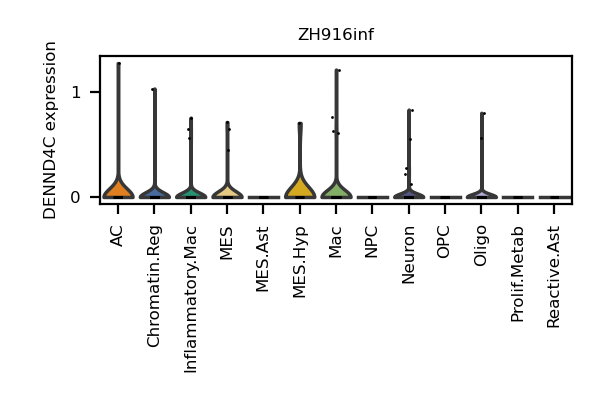 ZH916inf
DENND4C expression
1
0
AC
Chromatin.Reg
Inflammatory.Mac
MES
MES.Ast
MES.Hyp
Mac
NPC
Neuron
OPC
Oligo
Prolif.Metab
Reactive.Ast